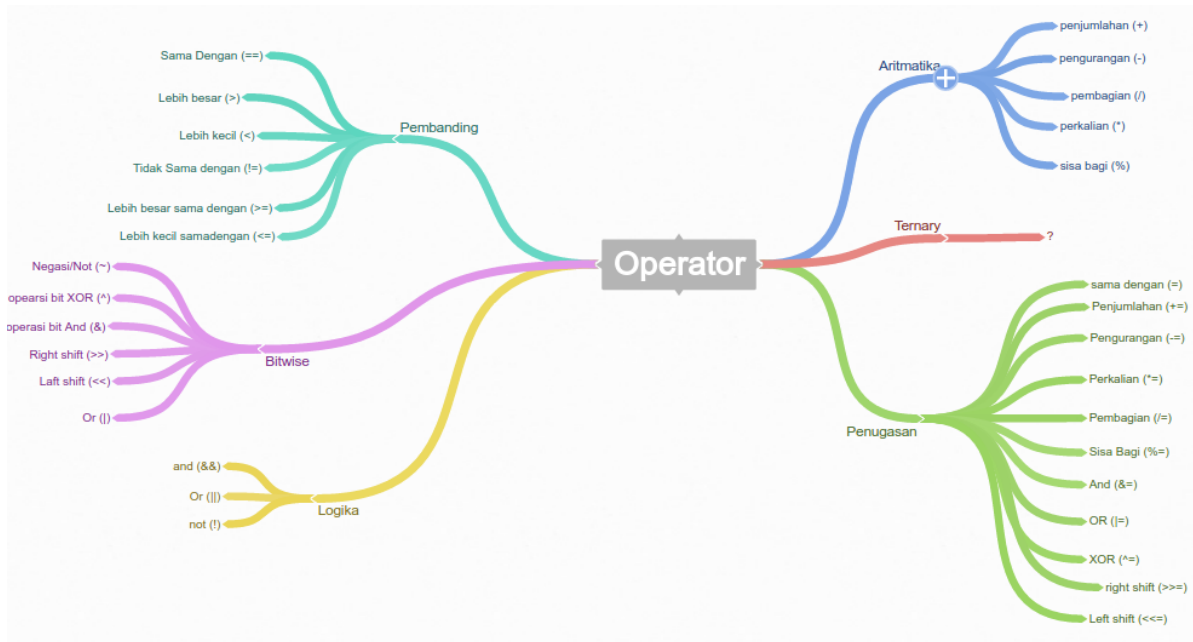 Operator
Pembanding
Sama Dengan (==)
Lebih besar (>)
Lebih kecil (<)
Tidak Sama dengan (!=)
Lebih besar sama dengan (>=)
Lebih kecil samadengan (<=)
Bitwise
Negasi/Not (~)
opearsi bit XOR (^)
operasi bit And (&)
Right shift (>>)
Laft shift (<<)
Or (|)
Logika
and (&&)
Or (||)
not (!)
Aritmatika
penjumlahan (+)
pengurangan (-)
pembagian (/)
perkalian (*)
sisa bagi (%)
Ternary
?
Penugasan
sama dengan (=)
Penjumlahan (+=)
Pengurangan (-=)
Perkalian (*=)
Pembagian (/=)
Sisa Bagi (%=)
And (&=)
OR (|=)
XOR (^=)
right shift (>>=)
Left shift (<<=)